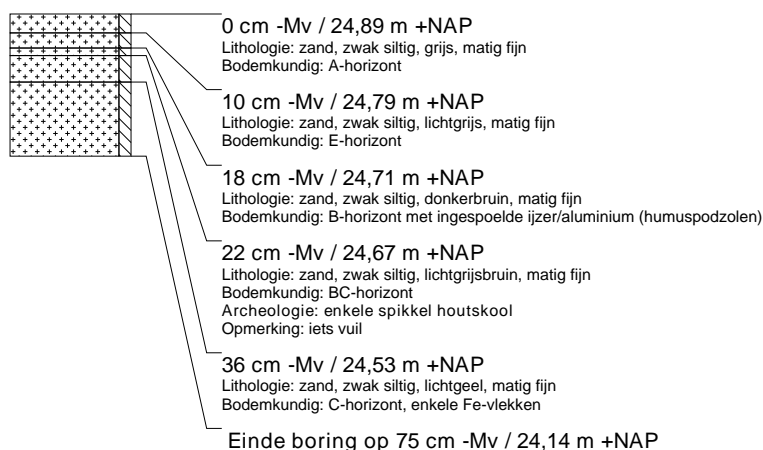 0 cm -Mv / 24,89 m +NAP
Lithologie: zand, zwak siltig, grijs, matig fijn
Bodemkundig: A-horizont
10 cm -Mv / 24,79 m +NAP
Lithologie: zand, zwak siltig, lichtgrijs, matig fijn
Bodemkundig: E-horizont
18 cm -Mv / 24,71 m +NAP
Lithologie: zand, zwak siltig, donkerbruin, matig fijn
Bodemkundig: B-horizont met ingespoelde ijzer/aluminium (humuspodzolen)
22 cm -Mv / 24,67 m +NAP
Lithologie: zand, zwak siltig, lichtgrijsbruin, matig fijn
Bodemkundig: BC-horizont
Archeologie: enkele spikkel houtskool
Opmerking: iets vuil
36 cm -Mv / 24,53 m +NAP
Lithologie: zand, zwak siltig, lichtgeel, matig fijn
Bodemkundig: C-horizont, enkele Fe-vlekken
Einde boring op 75 cm -Mv / 24,14 m +NAP